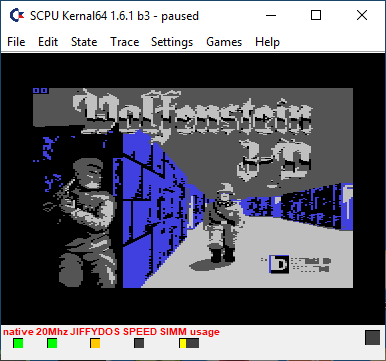 SCPU Kernal64 1.6.1 b3 - paused
File Edit State Trace Settings Games Help
Wolfenstein
3-D
native 20Mhz JIFFYDOS SPEED SIMM usage